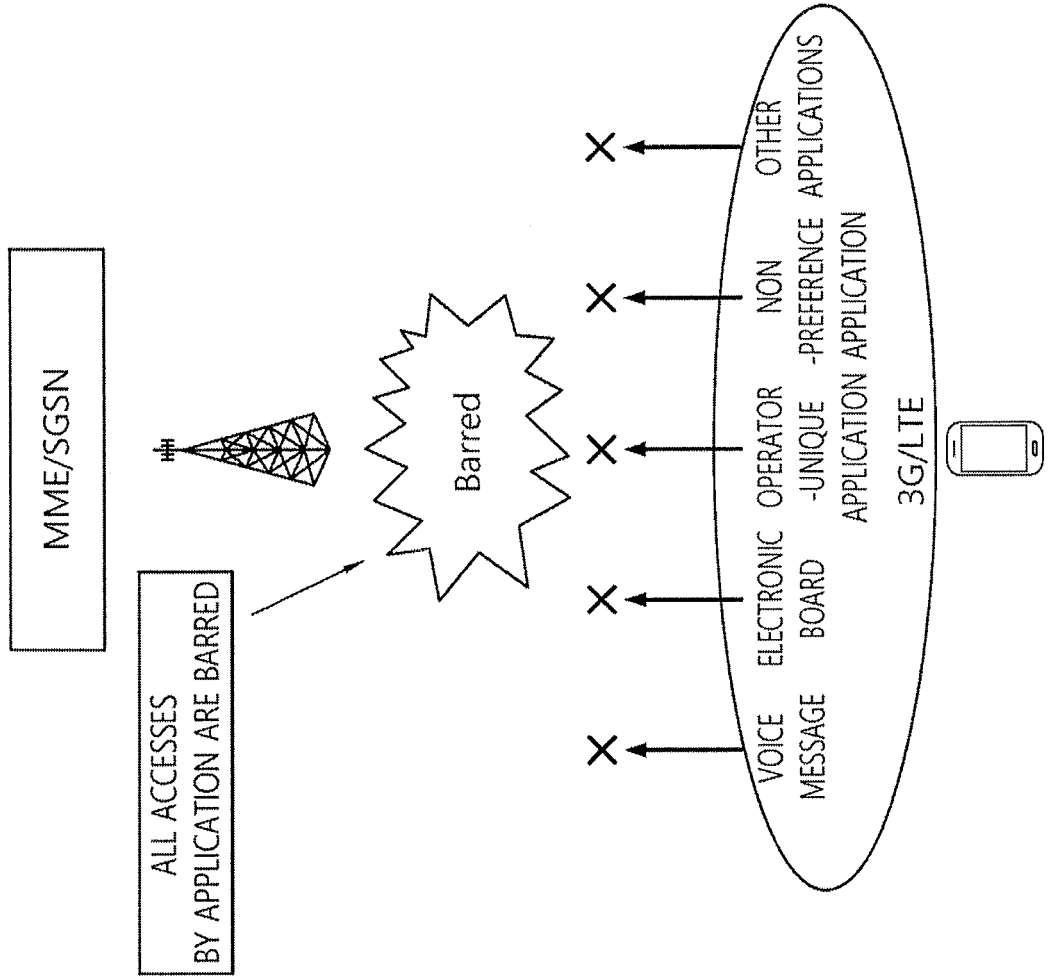 MME/SGSN
ALL ACCESSES
BY APPLICATION ARE BARRED
Barred
VOICE
MESSAGE
ELECTRONIC
BOARD
OPERATOR
-UNIQUE
APPLICATION
NON
-PREFERENCE
APPLICATION
OTHER
APPLICATIONS
3G/LTE